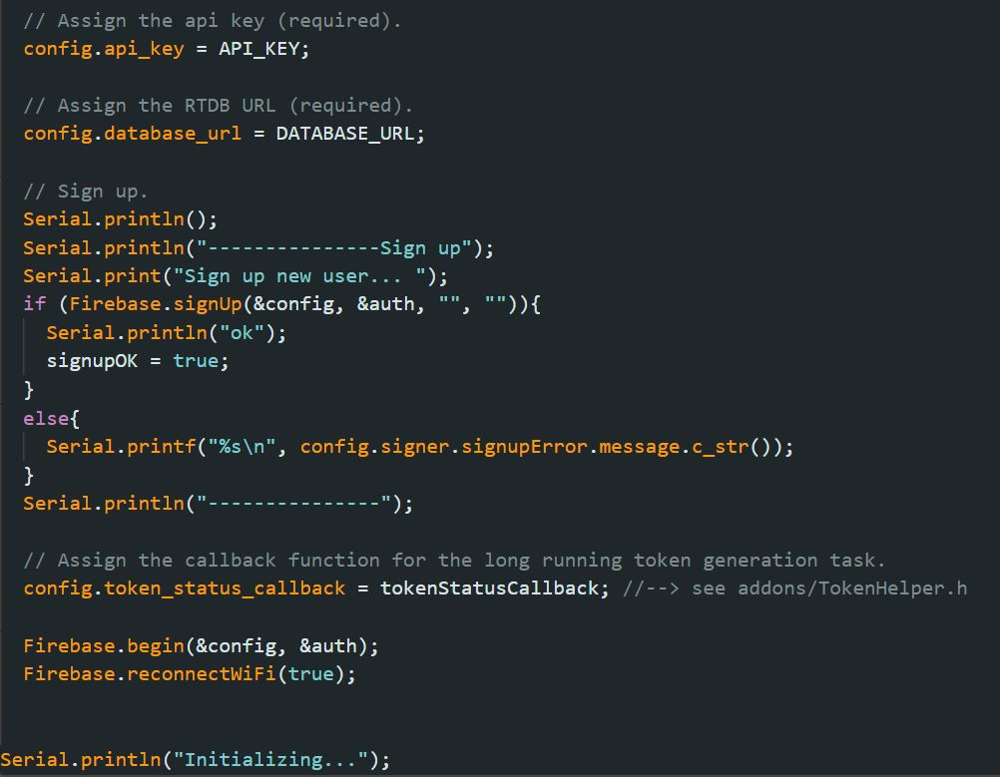 // Assign the api key (required).
config.api_key = API_KEY;
// Assign the RTDB URL (required).
config.database_url = DATABASE_URL;
// Sign up.
Serial.println();
Serial.println("---------------Sign up");
Serial.print("Sign up new user... ");
if (Firebase.signUp(&config, &auth, "", "")){
Serial.println("ok");
signupOK = true;
}
else{
Serial.printf("%s\n", config.signer.signupError.message.c_str());
}
Serial.println("---------------");
// Assign the callback function for the long running token generation task.
config.token_status_callback = tokenStatusCallback; //--> see addons/TokenHelper.h
Firebase.begin(&config, &auth);
Firebase.reconnectWiFi(true);
Serial.println("Initializing...");